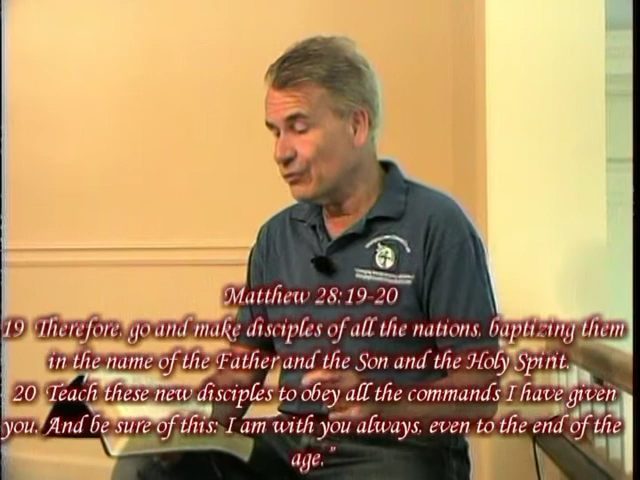 Matthew 28:19-20
19 Therefore, go and make disciples of all the nations, baptizing them
in the name of the Father and the Son and the Holy Spirit.
20 Teach these new disciples to obey all the commands I have given
you. And be sure of this: I am with you always, even to the end of the
age."